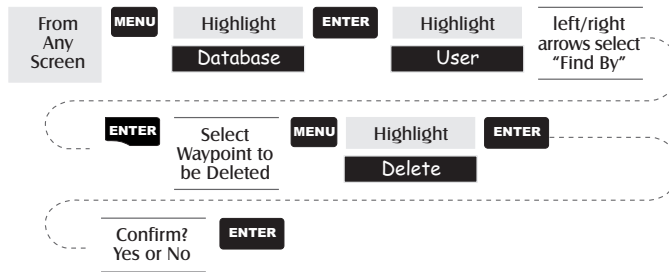 From
Any
Screen
MENU
Highlight
Database
ENTER
Highlight
User
left/right
arrows select
“Find By”
ENTER
Select
Waypoint to
be Deleted
MENU
Highlight
Delete
ENTER
Confirm?
Yes or No
ENTER